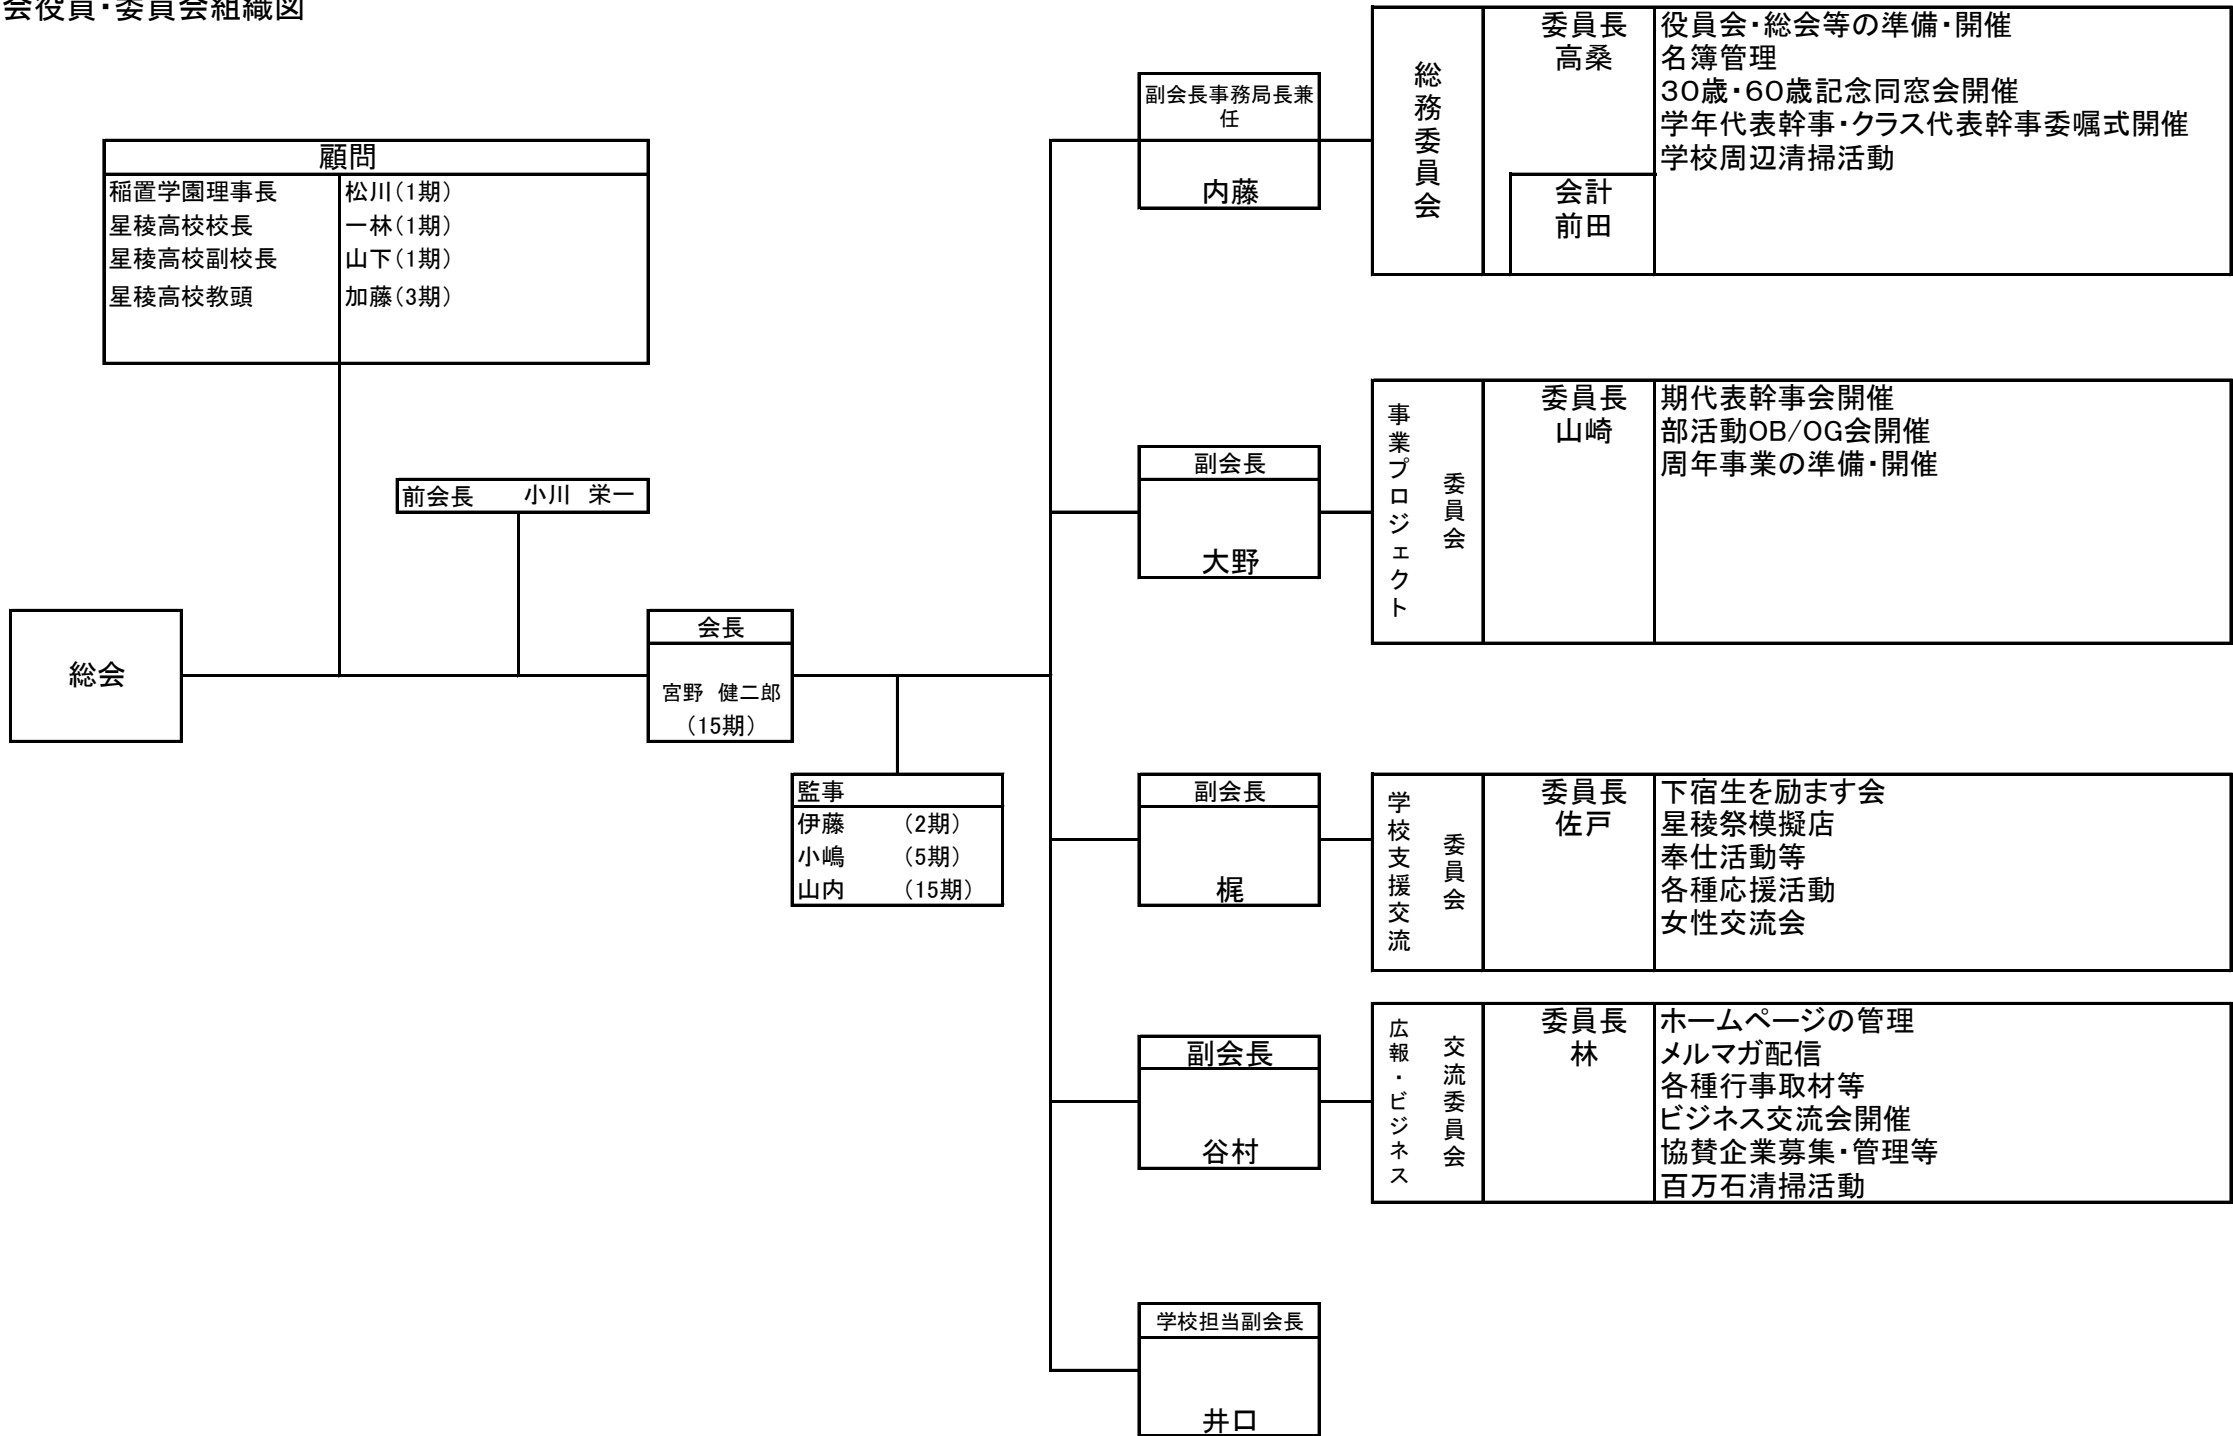 会役員・委員会組織図
顧問
稲置学園理事長 松川（1期）
星稜高校校長 一林（1期）
星稜高校副校長 山下（1期）
星稜高校教頭 加藤（3期）
前会長 小川 栄一
総会
会長
宮野 健二郎
（15期）
監事
伊藤 （2期）
小嶋 （5期）
山内 （15期）
副会長事務局長兼
任
内藤
総務委員会
委員長
高桑
会計
前田
役員会・総会等の準備・開催
名簿管理
30歳・60歳記念同窓会開催
学年代表幹事・クラス代表幹事委嘱式開催
学校周辺清掃活動
副会長
大野
事業プロジェクト
委員会
委員長
山崎
期代表幹事会開催
部活動OB/OG会開催
周年事業の準備・開催
副会長
梶
学校支援交流
委員会
委員長
佐戸
下宿生を励ます会
星稜祭模擬店
奉仕活動等
各種応援活動
女性交流会
副会長
谷村
広報・ビジネス
交流委員会
委員長
林
ホームページの管理
メルマガ配信
各種行事取材等
ビジネス交流会開催
協賛企業募集・管理等
百万石清掃活動
学校担当副会長
井口